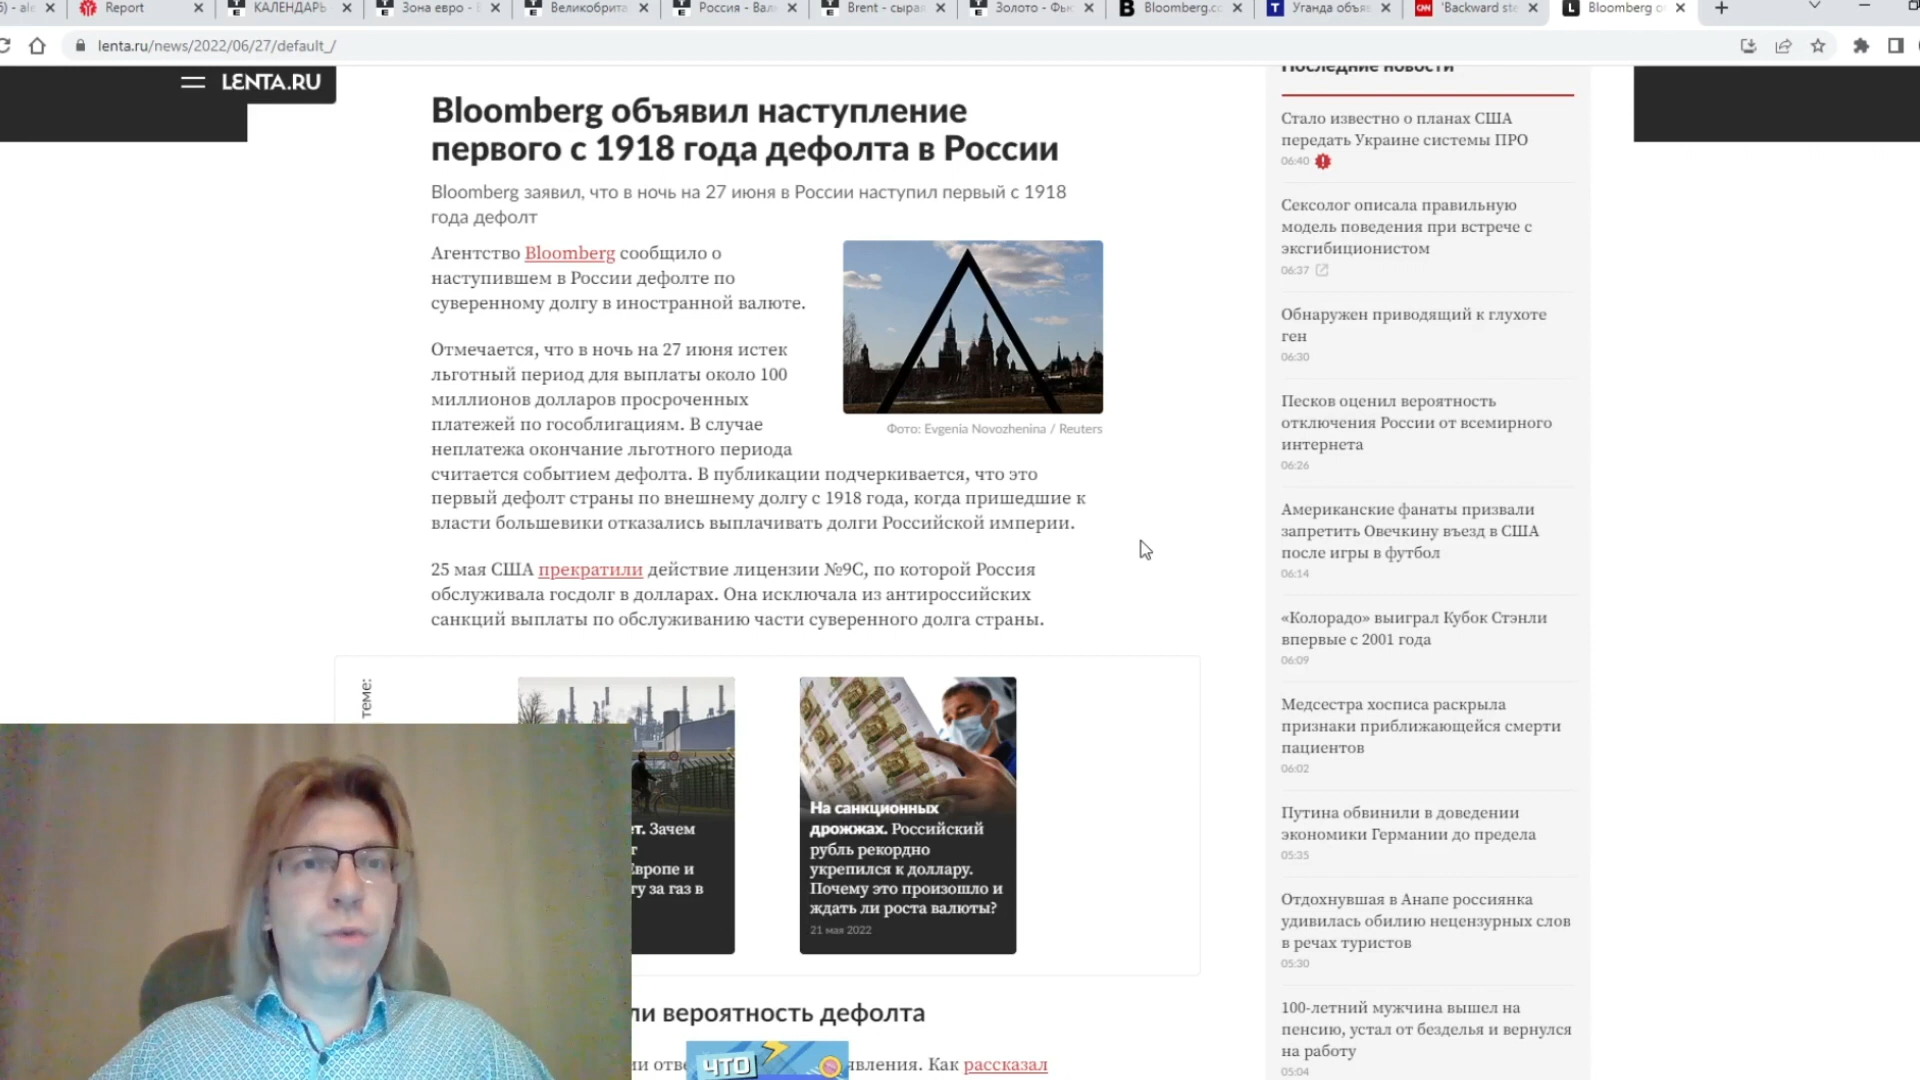 Report
КАЛЕНДАРЬ
Зона евро -
Великобрита
Россия - Вал
Brent - сырая
Золото - Фью
Bloomberg.co
Уганда объя
'Backward ste
Bloomberg о
lenta.ru/news/2022/06/27/default_/
LENTA.RU
Bloomberg объявил наступление
первого с 1918 года дефолта в России
Bloomberg заявил, что в ночь на 27 июня в России наступил первый с 1918
года дефолт
Агентство Bloomberg сообщило о
наступившем в России дефолте по
суверенному долгу в иностранной валюте.
Отмечается, что в ночь на 27 июня истек
льготный период для выплаты около 100
миллионов долларов просроченных
платежей по гособлигациям. В случае
неплатежа окончание льготного периода
считается событием дефолта. В публикации подчеркивается, что это
первый дефолт страны по внешнему долгу с 1918 года, когда пришедшие к
власти большевики отказались выплачивать долги Российской империи.
Фото: Evgenia Novozhenina / Reuters
25 мая США прекратили действие лицензии №9C, по которой Россия
обслуживала госдолг в долларах. Она исключала из антироссийских
санкций выплаты по обслуживанию части суверенного долга страны.
теме:
т. Зачем
т
Европе и
ту за газ в
На санкционных
дрожжах. Российский
рубль рекордно
укрепился к доллару.
Почему это произошло и
ждать ли роста валюты?
21 мая 2022
ли вероятность дефолта
ии отве
явления. Как рассказал
ЧТО
Последние новости
Стало известно о планах США
передать Украине системы ПРО
06:40
Сексолог описала правильную
модель поведения при встрече с
эксгибиционистом
06:37
Обнаружен приводящий к глухоте
ген
06:30
Песков оценил вероятность
отключения России от всемирного
интернета
06:26
Американские фанаты призвали
запретить Овечкину въезд в США
после игры в футбол
06:14
«Колорадо» выиграл Кубок Стэнли
впервые с 2001 года
06:09
Медсестра хосписа раскрыла
признаки приближающейся смерти
пациентов
06:02
Путина обвинили в доведении
экономики Германии до предела
05:35
Отдохнувшая в Анапе россиянка
удивилась обилию нецензурных слов
в речах туристов
05:30
100-летний мужчина вышел на
пенсию, устал от безделья и вернулся
на работу
05:04